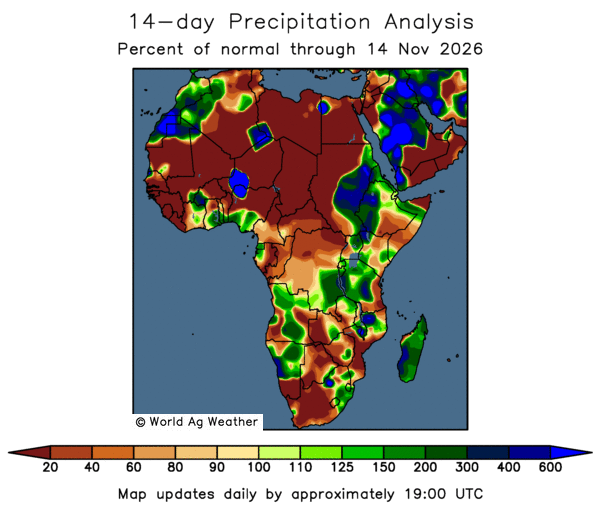 14-day Precipitation Analysis
Percent of normal through 14 Nov 2026
© World Ag Weather
20 40 60 80 90 100 110 125 150 200 300 400 600
Map updates daily by approximately 19:00 UTC